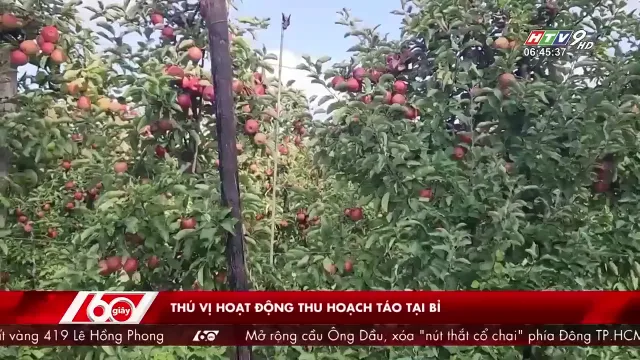 HTV9 HD
06:45:37
60 giây
THÚ VỊ HOẠT ĐỘNG THU HOẠCH TÁO TẠI BỈ
vàng 419 Lê Hồng Phong 60 Mở rộng cầu Ông Dầu, xóa "nút thắt cổ chai" phía Đông TP.HCM